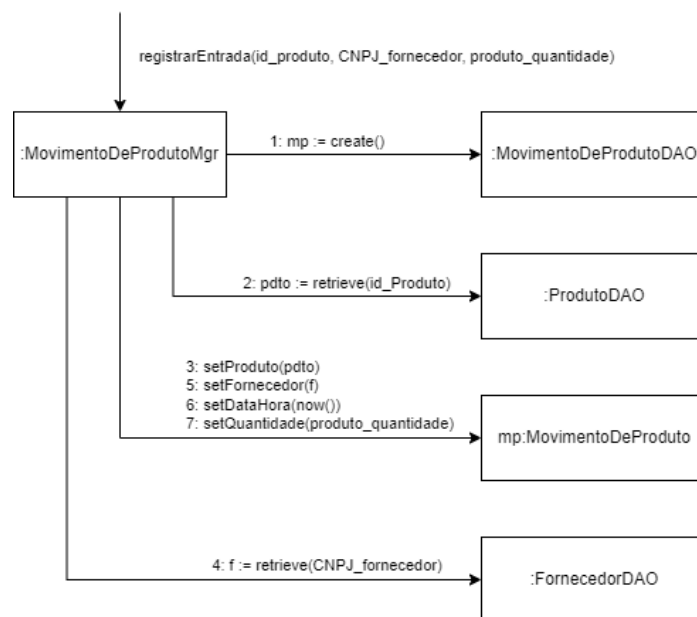 registrarEntrada(id_produto, CNPJ_fornecedor, produto_quantidade)
:MovimentoDeProdutoMgr
1: mp := create()
:MovimentoDeProdutoDAO
2: pdto := retrieve(id_Produto)
:ProdutoDAO
3: setProduto(pdto)
5: setFornecedor(f)
6: setDataHora(now())
7: setQuantidade(produto_quantidade)
mp:MovimentoDeProduto
4: f := retrieve(CNPJ_fornecedor)
:FornecedorDAO